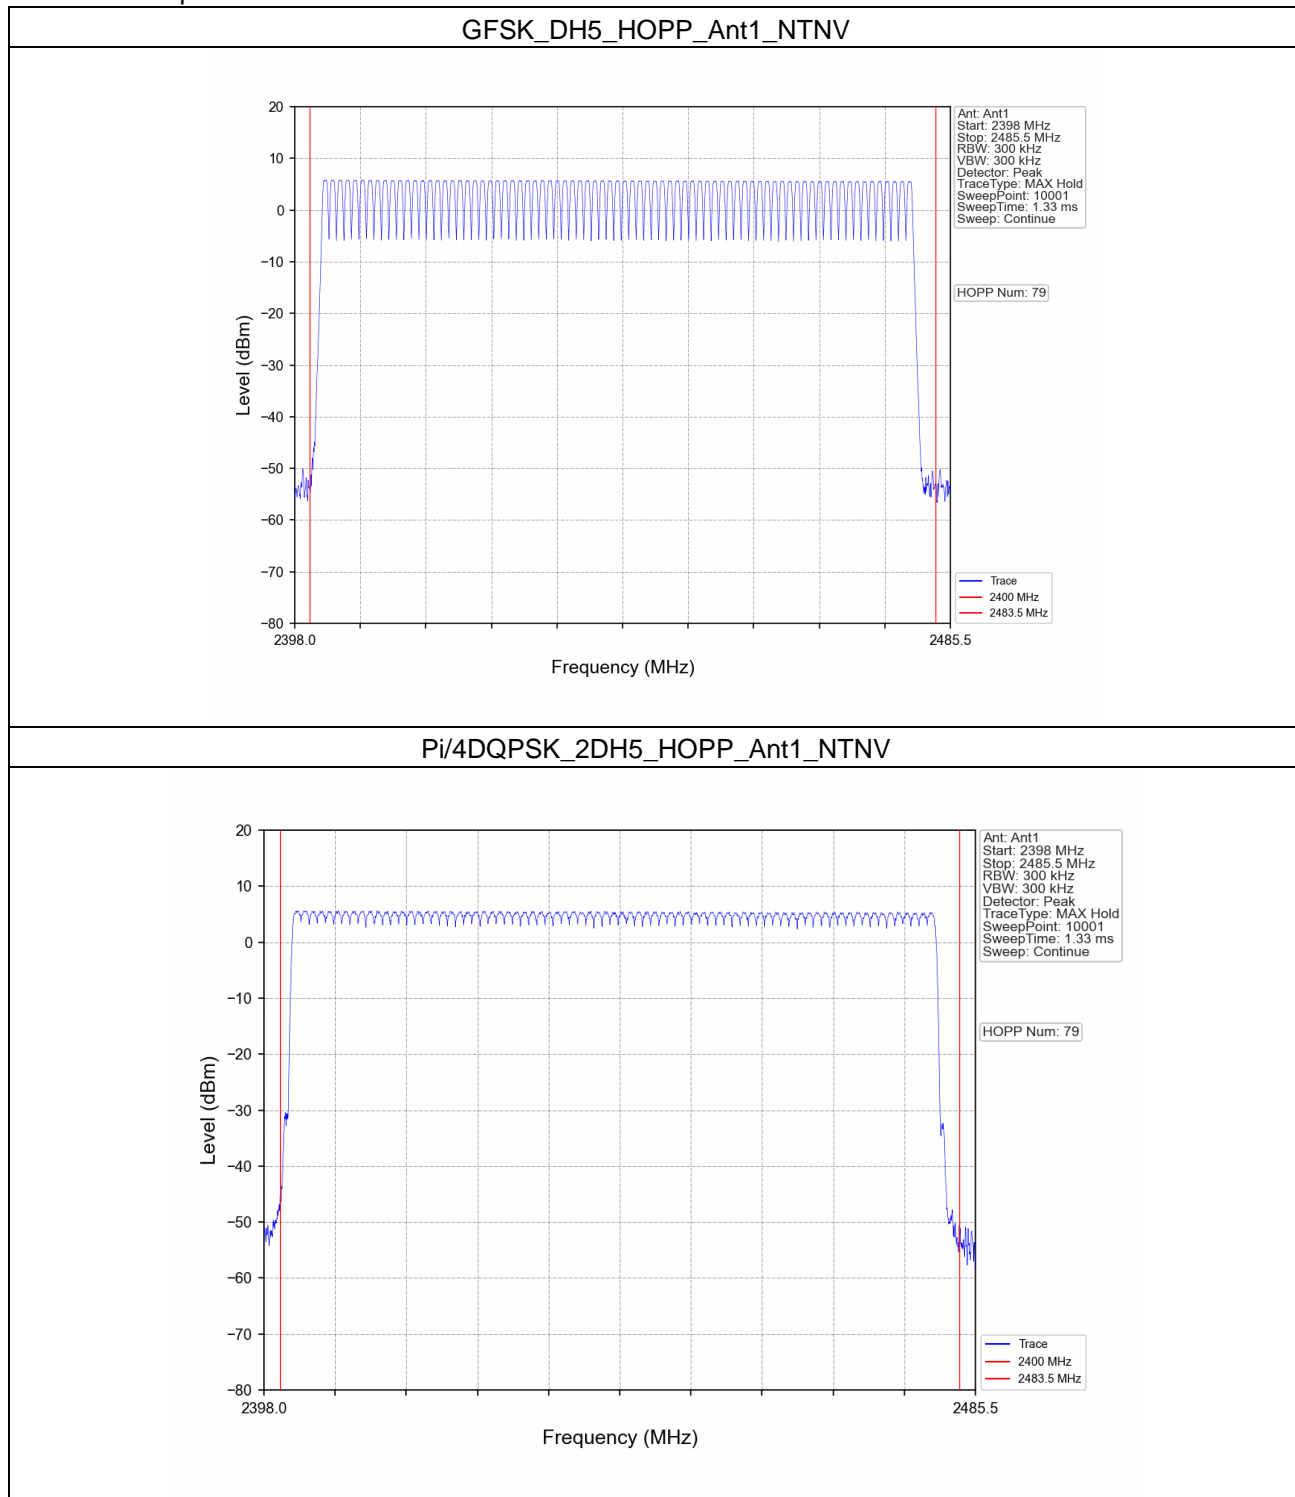 GFSK_DH5_HOPP_Ant1_NTNV
20
10
0
−10
−20
−30
−40
−50
−60
−70
−80
Level (dBm)
2398.0
2485.5
Frequency (MHz)
Ant: Ant1
Start: 2398 MHz
Stop: 2485.5 MHz
RBW: 300 kHz
VBW: 300 kHz
Detector: Peak
TraceType: MAX Hold
SweepPoint: 10001
SweepTime: 1.33 ms
Sweep: Continue
HOPP Num: 79
Trace
2400 MHz
2483.5 MHz
Pi/4DQPSK_2DH5_HOPP_Ant1_NTNV
20
10
0
−10
−20
−30
−40
−50
−60
−70
−80
Level (dBm)
2398.0
2485.5
Frequency (MHz)
Ant: Ant1
Start: 2398 MHz
Stop: 2485.5 MHz
RBW: 300 kHz
VBW: 300 kHz
Detector: Peak
TraceType: MAX Hold
SweepPoint: 10001
SweepTime: 1.33 ms
Sweep: Continue
HOPP Num: 79
Trace
2400 MHz
2483.5 MHz